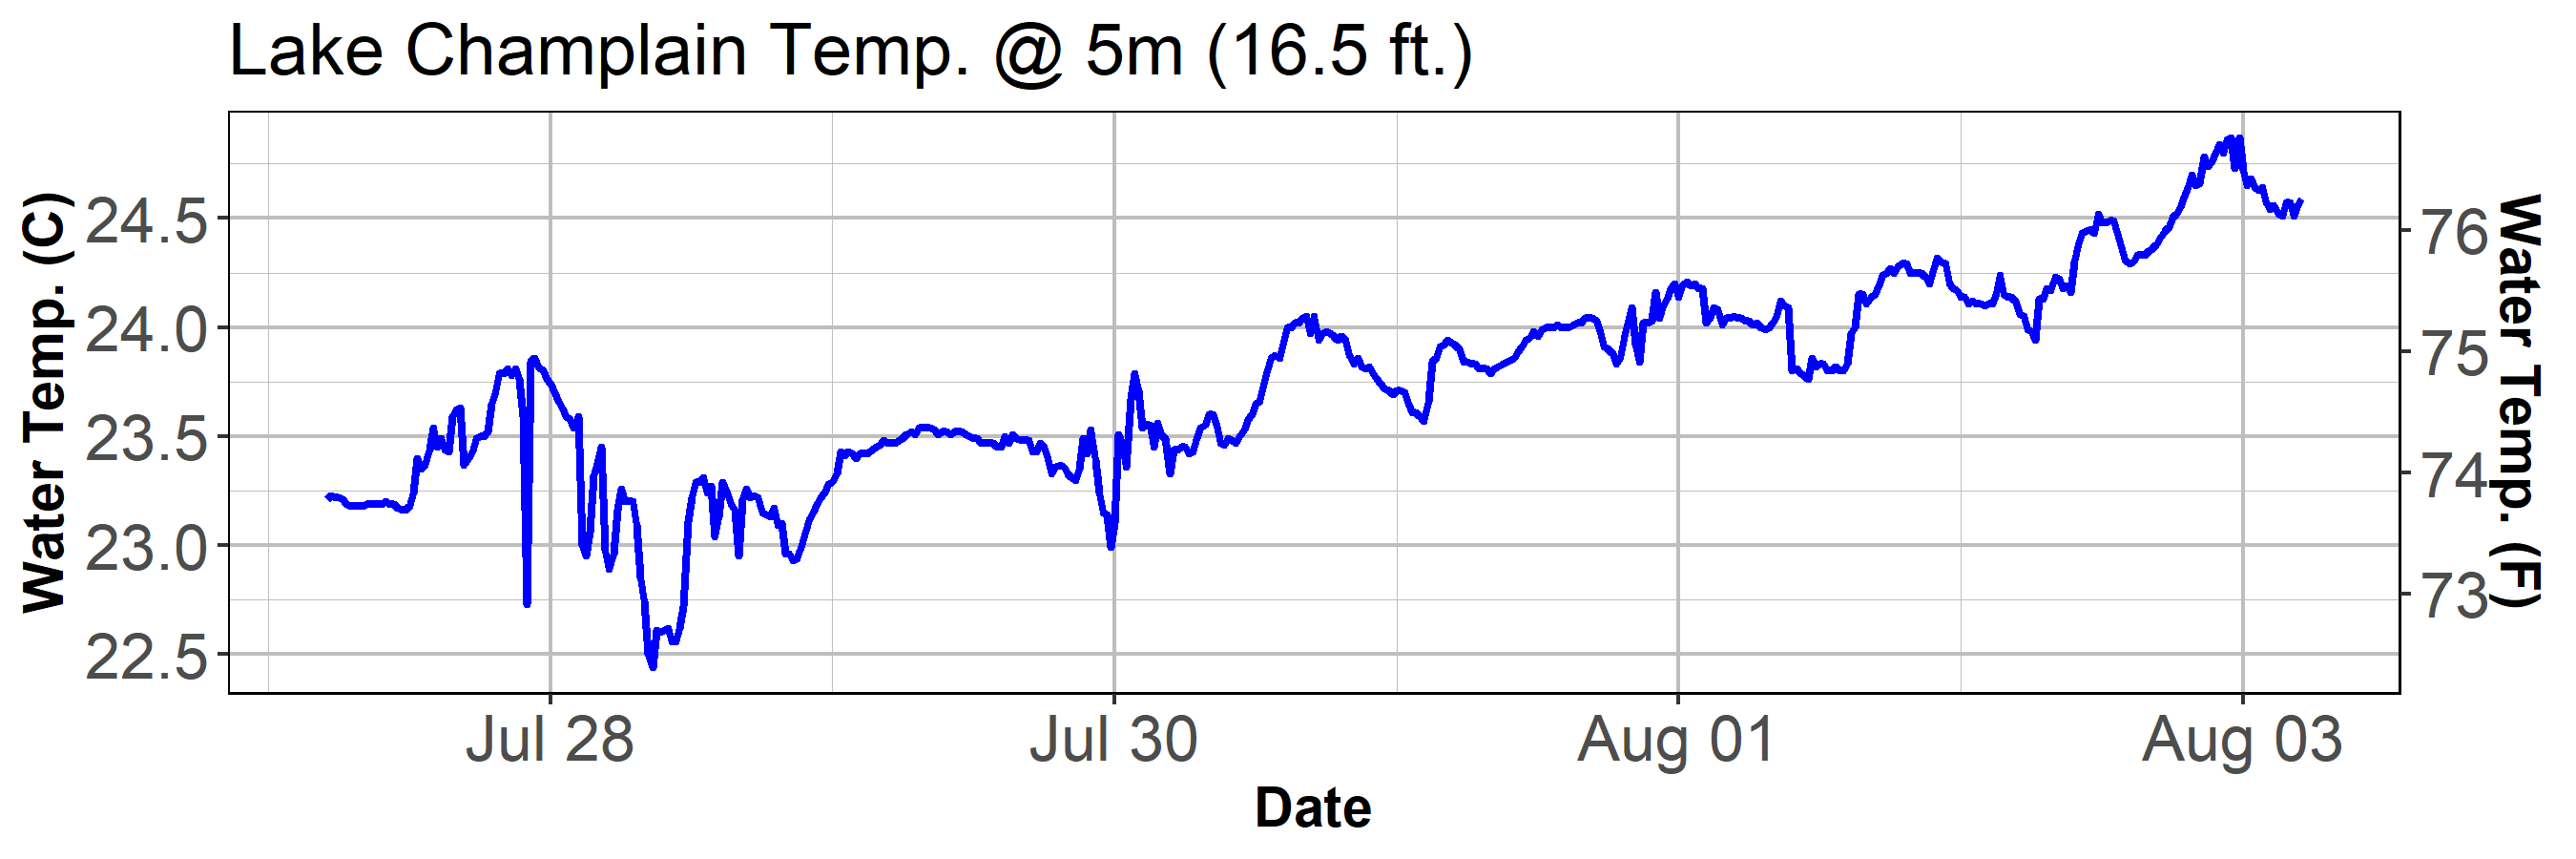 Lake Champlain Temp. @ 5m (16.5 ft.)
Water Temp. (C)
24.5
24.0
23.5
23.0
22.5
76
75
74
73
Water Temp. (F)
Jul 28
Jul 30
Aug 01
Aug 03
Date